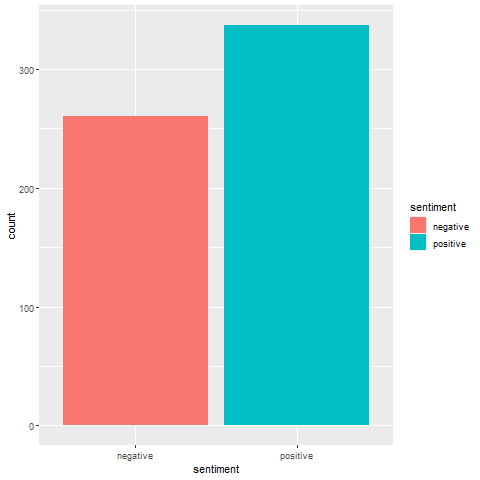 300
200
100
0
count
negative
positive
sentiment
sentiment
negative
positive